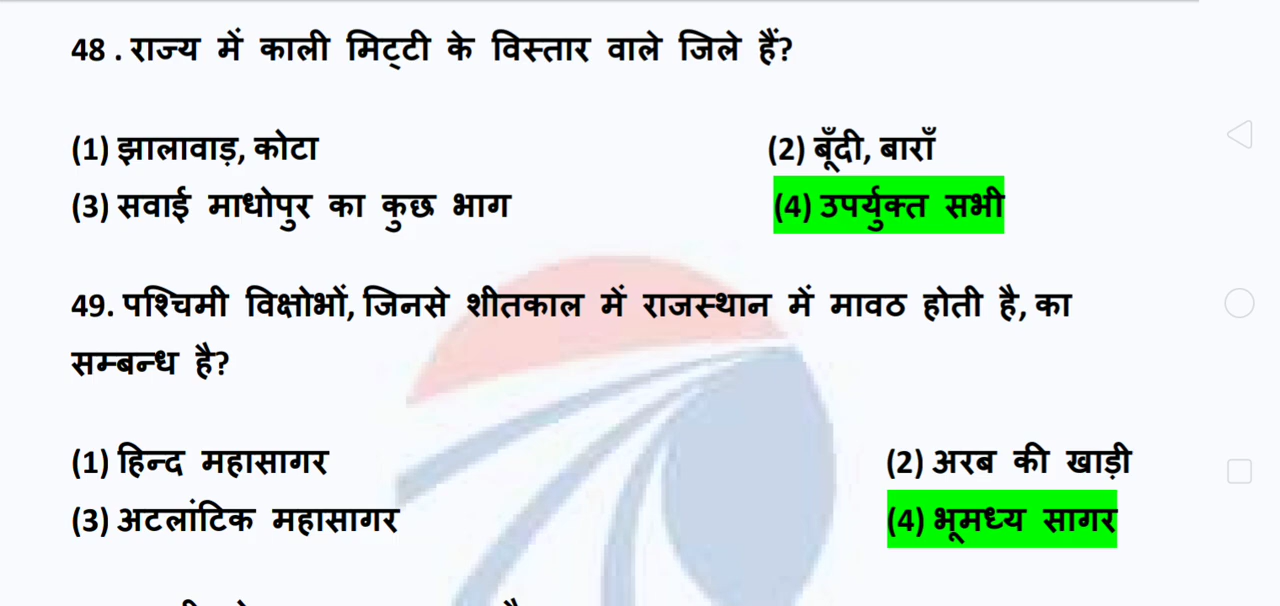 48 . राज्य में काली मिट्टी के विस्तार वाले जिले हैं?
(1) झालावाड़, कोटा (2) बूँदी, बाराँ
(3) सवाई माधोपुर का कुछ भाग (4) उपर्युक्त सभी
49. पश्चिमी विक्षोभों, जिनसे शीतकाल में राजस्थान में मावठ होती है, का
सम्बन्ध है?
(1) हिन्द महासागर (2) अरब की खाड़ी
(3) अटलांटिक महासागर (4) भूमध्य सागर